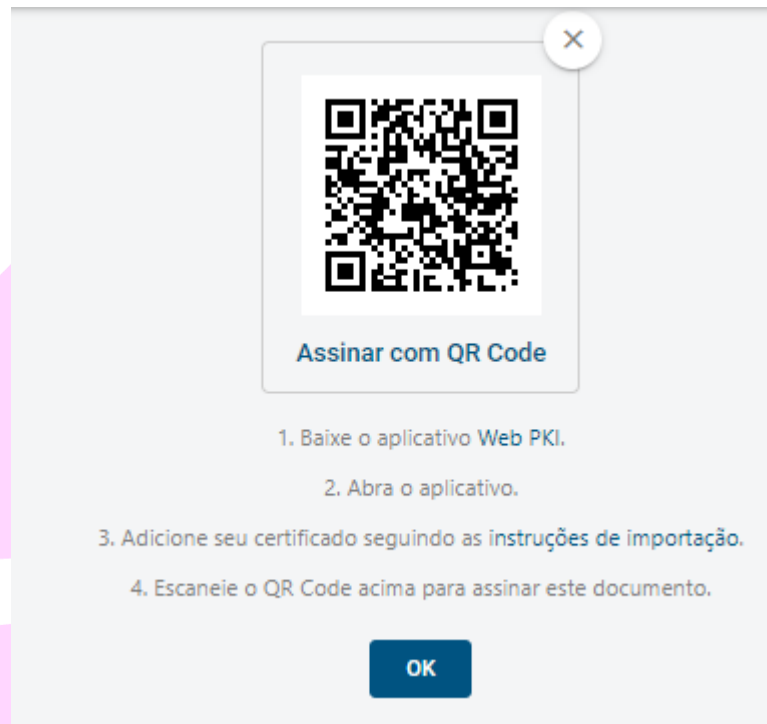 Assinar com QR Code
1. Baixe o aplicativo Web PKI.
2. Abra o aplicativo.
3. Adicione seu certificado seguindo as instruções de importação.
4. Escaneie o QR Code acima para assinar este documento.
OK